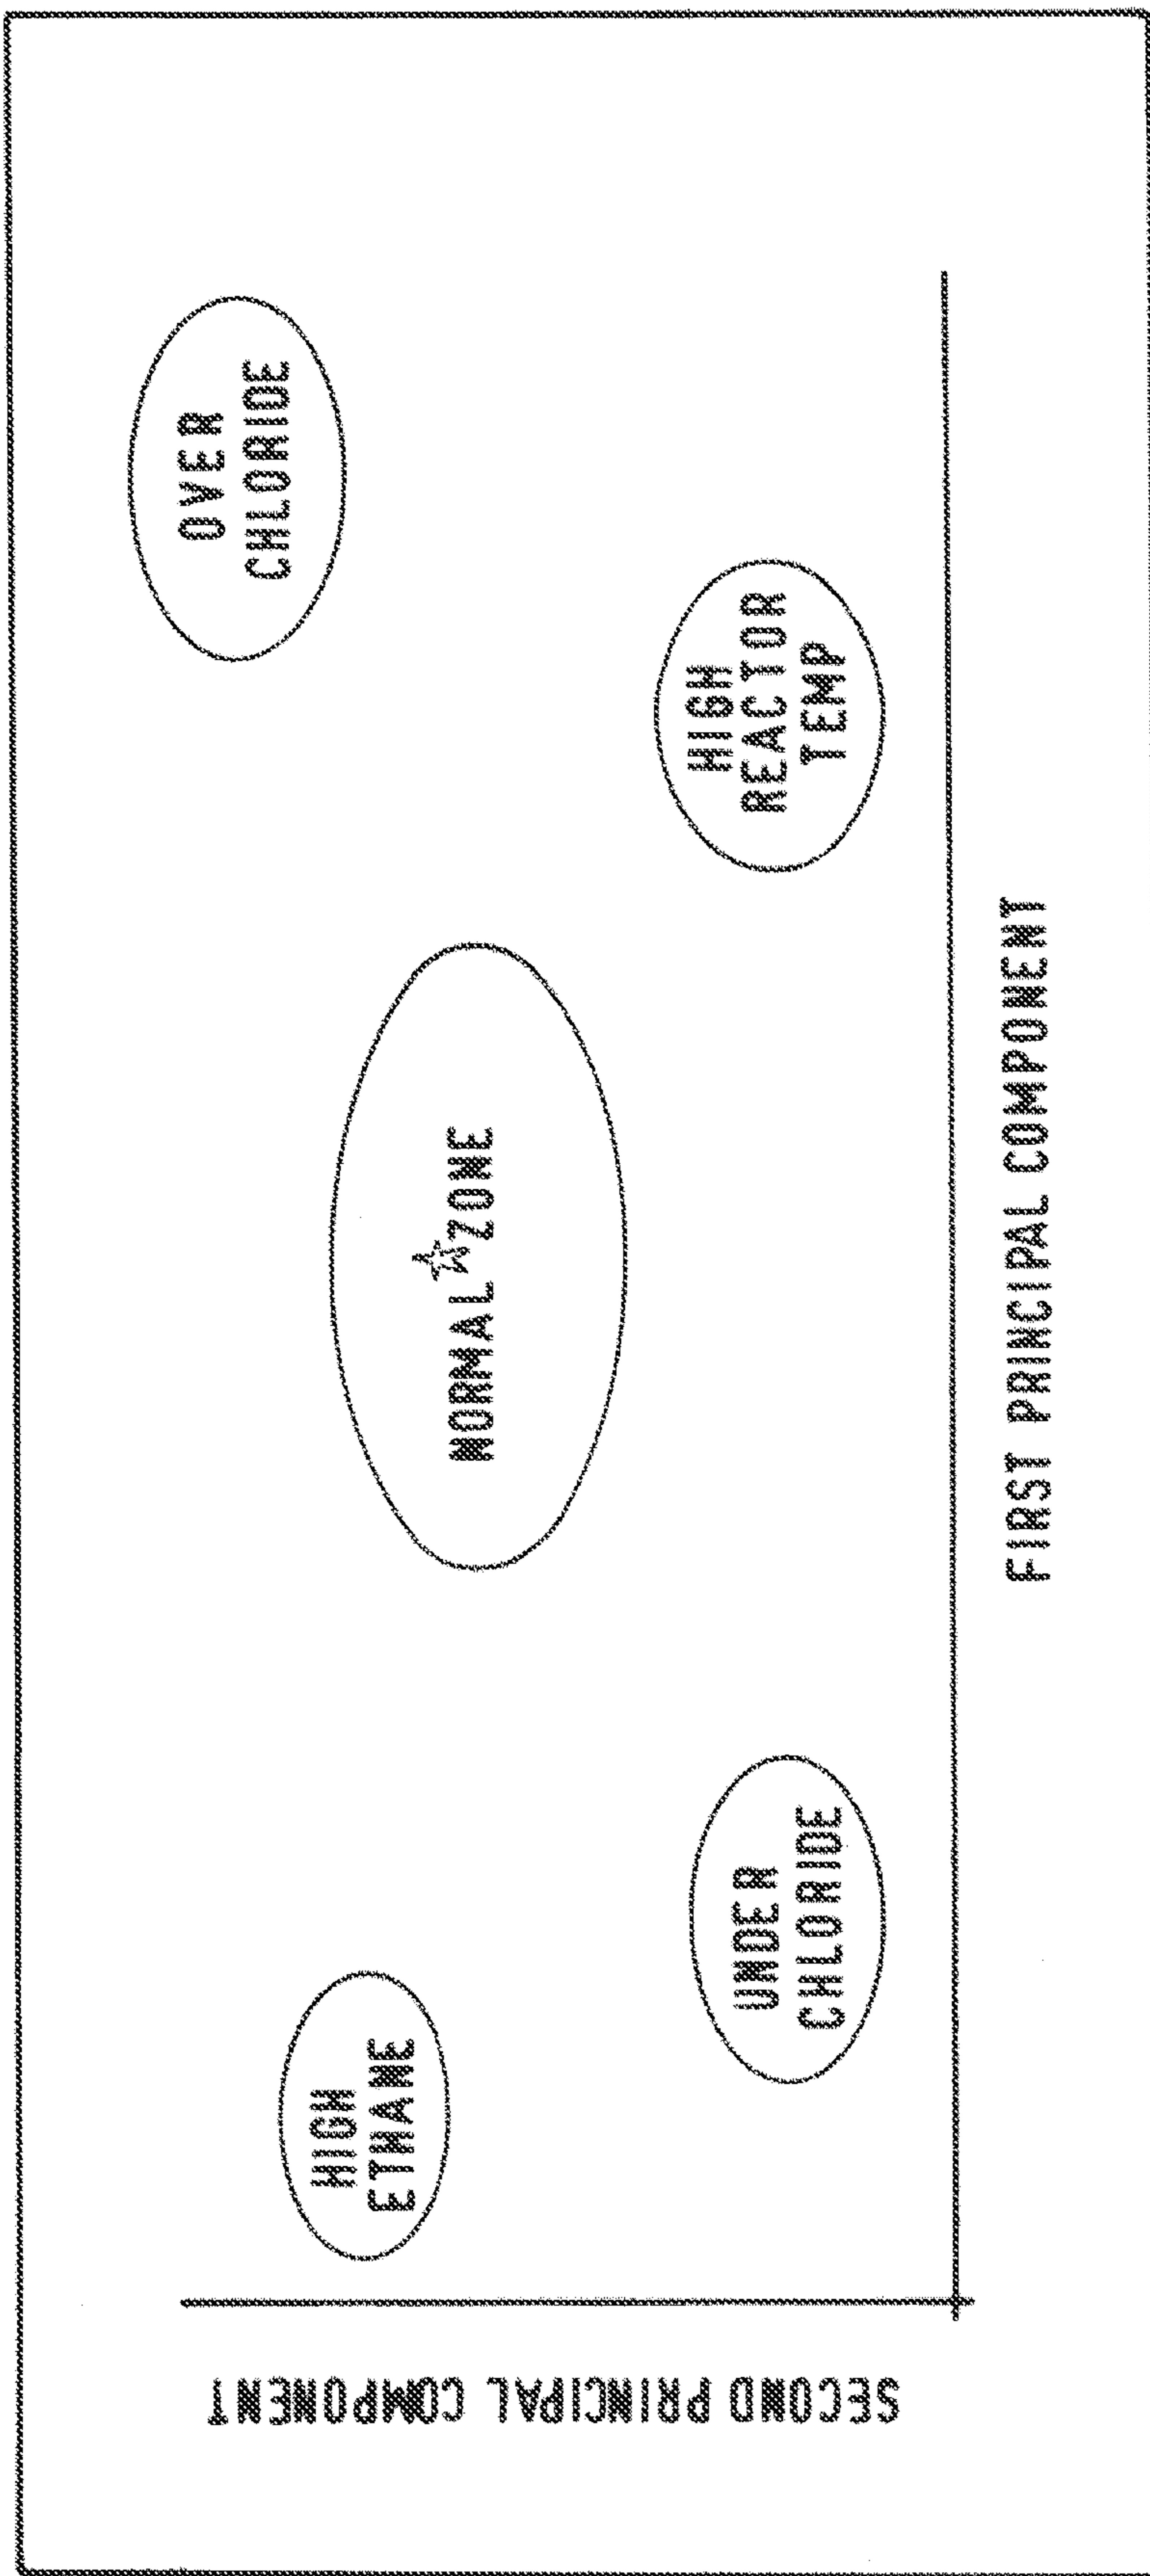 OVER
CHLORIDE
HIGH
REACTOR
TEMP
NORMAL ZONE
HIGH
ETHANE
UNDER
CHLORIDE
SECOND PRINCIPAL COMPONENT
FIRST PRINCIPAL COMPONENT